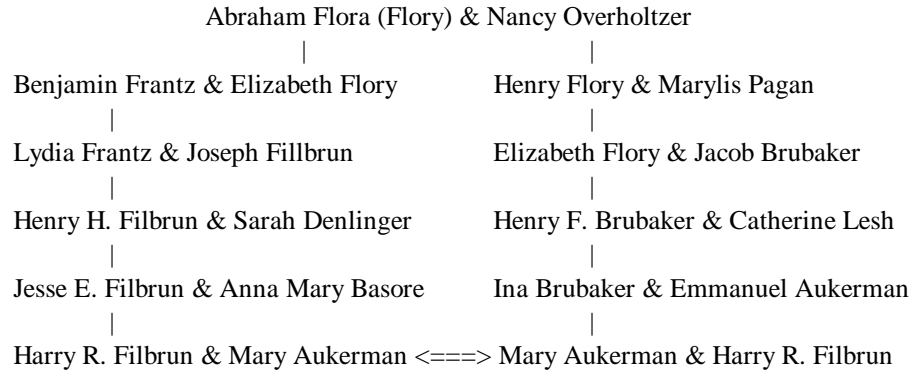 Abraham Flora (Flory) & Nancy Overholtzer
Benjamin Frantz & Elizabeth Flory Henry Flory & Marylis Pagan
Lydia Frantz & Joseph Fillbrun Elizabeth Flory & Jacob Brubaker
Henry H. Filbrun & Sarah Denlinger Henry F. Brubaker & Catherine Lesh
Jesse E. Filbrun & Anna Mary Basore Ina Brubaker & Emmanuel Aukerman
Harry R. Filbrun & Mary Aukerman <===> Mary Aukerman & Harry R. Filbrun